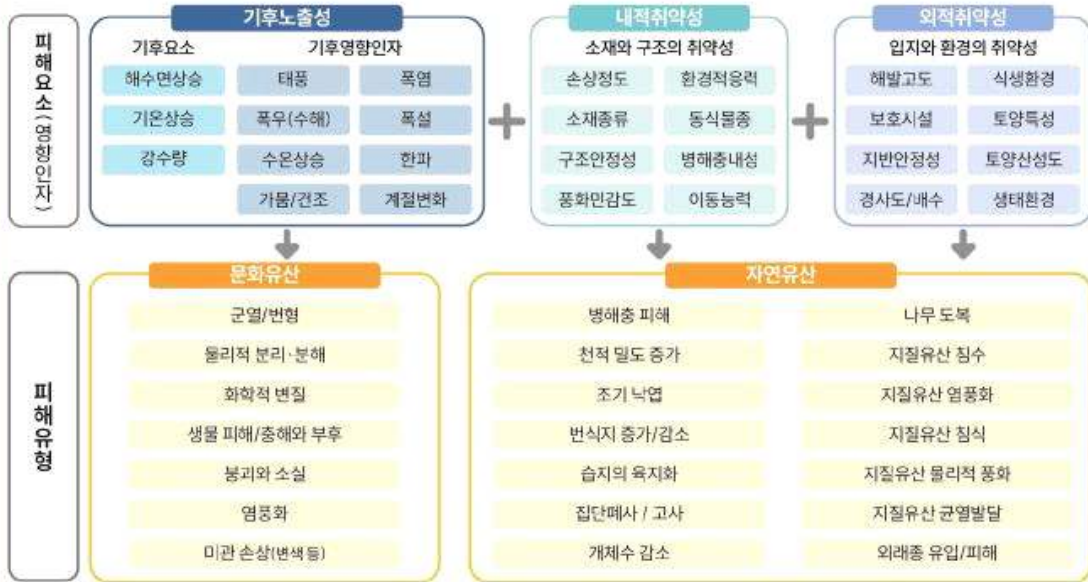 피해요소(영향인자)
기후노출성
기후요소 기후영향인자
해수면상승 태풍 폭염
기온상승 폭우(수해) 폭설
강수량 수온상승 한파
가뭄/건조 계절변화
내적취약성
소재와 구조의 취약성
손상정도 환경적응력
소재종류 동식물종
구조안정성 병해충내성
풍화민감도 이동능력
외적취약성
입지와 환경의 취약성
해발고도 식생환경
보호시설 토양특성
지반안정성 토양산성도
경사도/배수 생태환경
피해유형
문화유산
균열/변형
물리적 분리·분해
화학적 변질
생물 피해/충해와 부후
붕괴와 소실
염풍화
미관 손상(변색 등)
자연유산
병해충 피해 나무 도복
천적 밀도 증가 지질유산 침수
조기 낙엽 지질유산 염풍화
번식지 증가/감소 지질유산 침식
습지의 육지화 지질유산 물리적 풍화
집단폐사 / 고사 지질유산 균열발달
개체수 감소 외래종 유입/피해